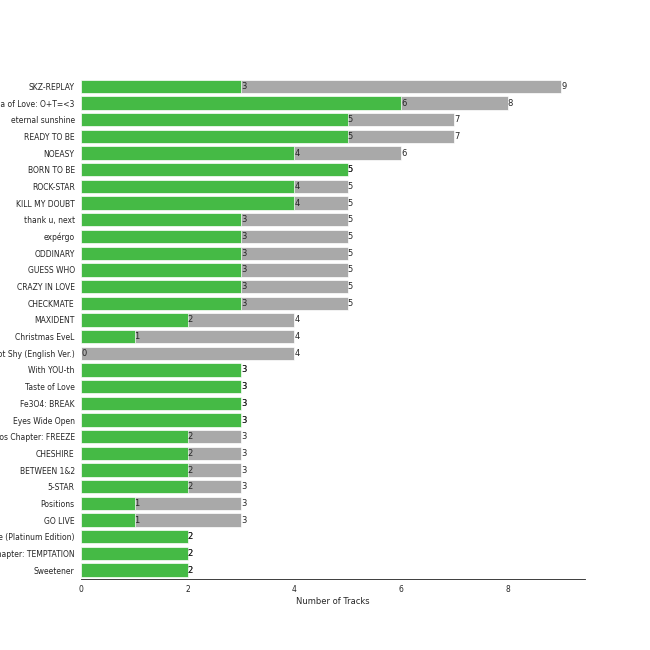 SKZ-REPLAY 3 9
a of Love: O+T=<3 6 8
eternal sunshine 5 7
READY TO BE 5 7
NOEASY 4 6
BORN TO BE 5
ROCK-STAR 4 5
KILL MY DOUBT 4 5
thank u, next 3 5
expérgo 3 5
ODDINARY 3 5
GUESS WHO 3 5
CRAZY IN LOVE 3 5
CHECKMATE 3 5
MAXIDENT 2 4
Christmas EveL 1 4
ot Shy (English Ver.) 0 4
With YOU-th 3
Taste of Love 3
Fe3O4: BREAK 3
Eyes Wide Open 3
os Chapter: FREEZE 2 3
CHESHIRE 2 3
BETWEEN 1&2 2 3
5-STAR 2 3
Positions 1 3
GO LIVE 1 3
e (Platinum Edition) 2
hapter: TEMPTATION 2
Sweetener 2
0 2 4 6 8
Number of Tracks